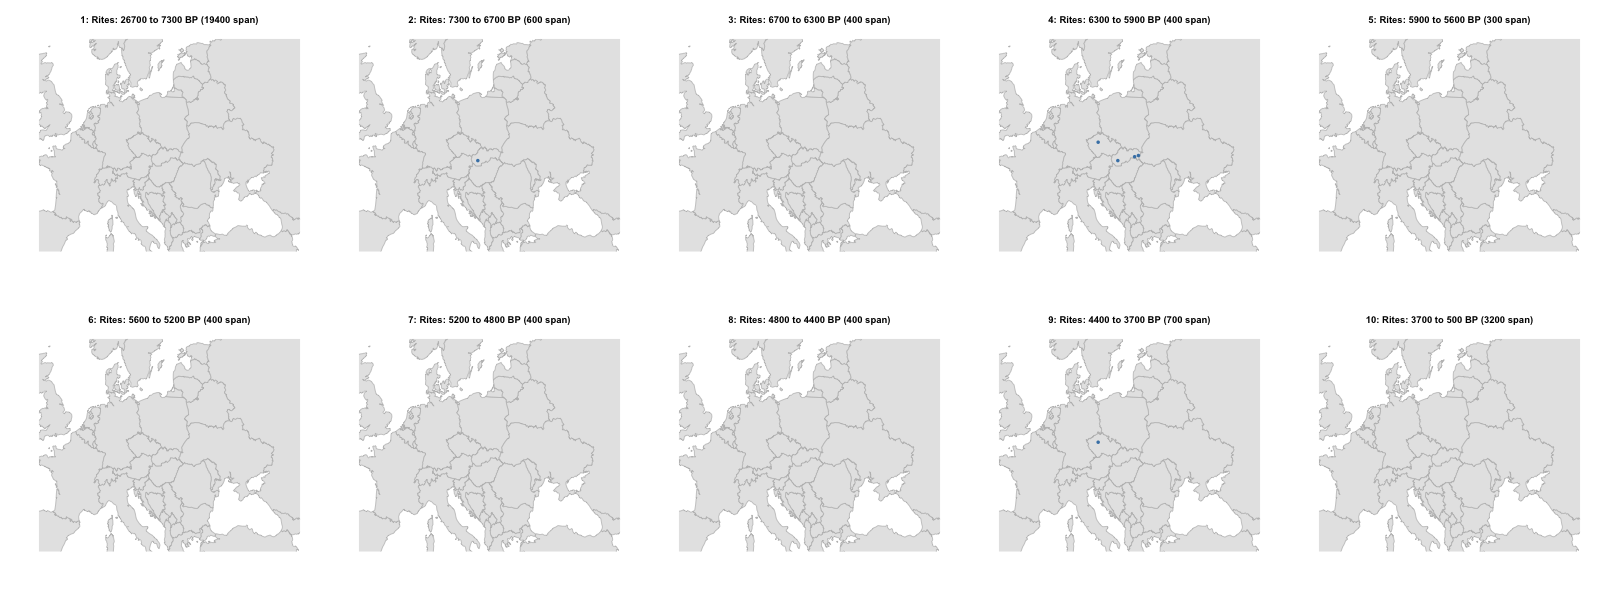 1: Rites: 26700 to 7300 BP (19400 span)
2: Rites: 7300 to 6700 BP (600 span)
3: Rites: 6700 to 6300 BP (400 span)
4: Rites: 6300 to 5900 BP (400 span)
5: Rites: 5900 to 5600 BP (300 span)
6: Rites: 5600 to 5200 BP (400 span)
7: Rites: 5200 to 4800 BP (400 span)
8: Rites: 4800 to 4400 BP (400 span)
9: Rites: 4400 to 3700 BP (700 span)
10: Rites: 3700 to 500 BP (3200 span)